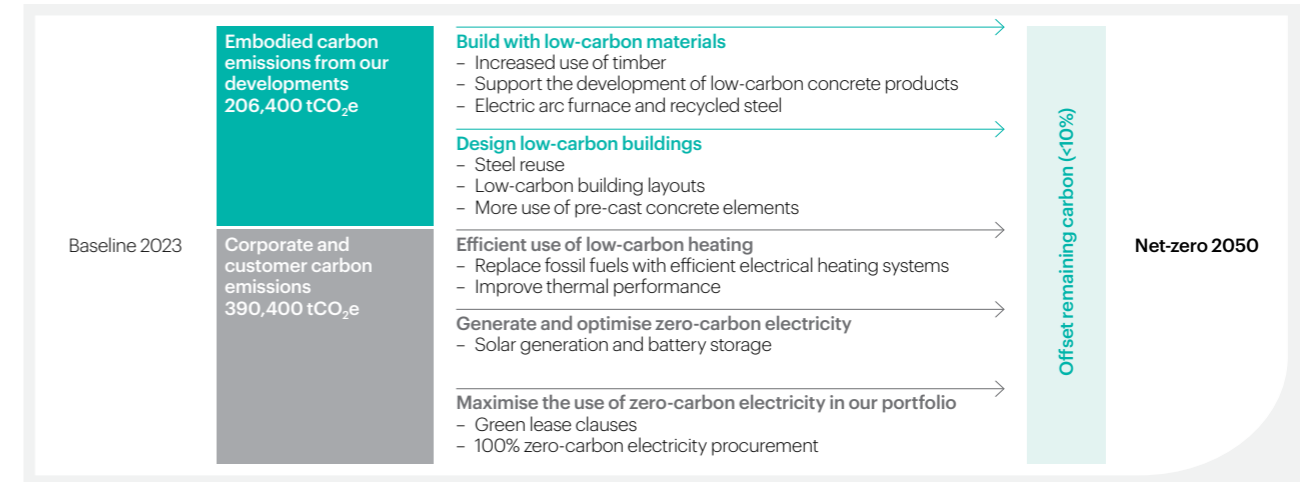 Baseline 2023
Embodied carbon
emissions from our
developments
206,400 tCO₂e
Corporate and
customer carbon
emissions
390,400 tCO₂e
Build with low-carbon materials
– Increased use of timber
– Support the development of low-carbon concrete products
– Electric arc furnace and recycled steel
Design low-carbon buildings
– Steel reuse
– Low-carbon building layouts
– More use of pre-cast concrete elements
Efficient use of low-carbon heating
– Replace fossil fuels with efficient electrical heating systems
– Improve thermal performance
Generate and optimise zero-carbon electricity
– Solar generation and battery storage
Maximise the use of zero-carbon electricity in our portfolio
– Green lease clauses
– 100% zero-carbon electricity procurement
Offset remaining carbon (<10%)
Net-zero 2050